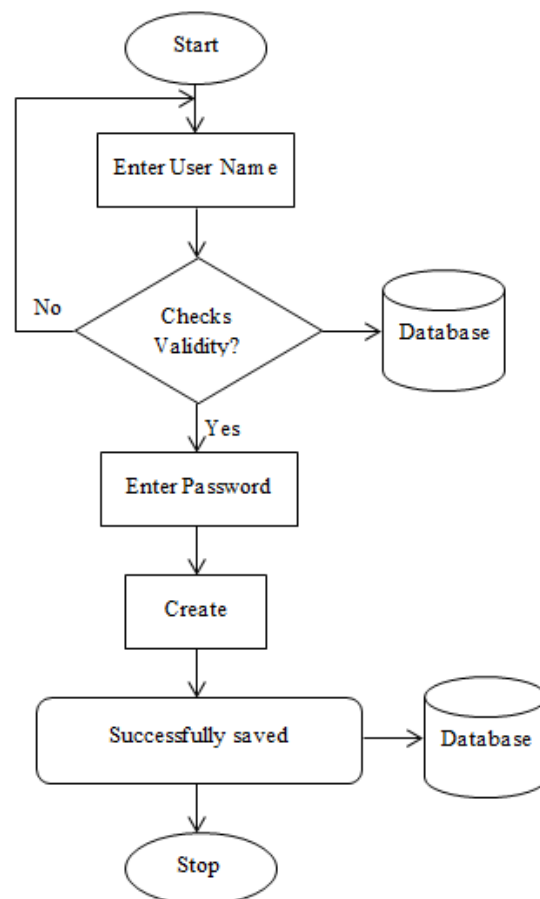 Start
Enter User Name
No
Checks
Validity?
Database
Yes
Enter Password
Create
Successfully saved
Database
Stop